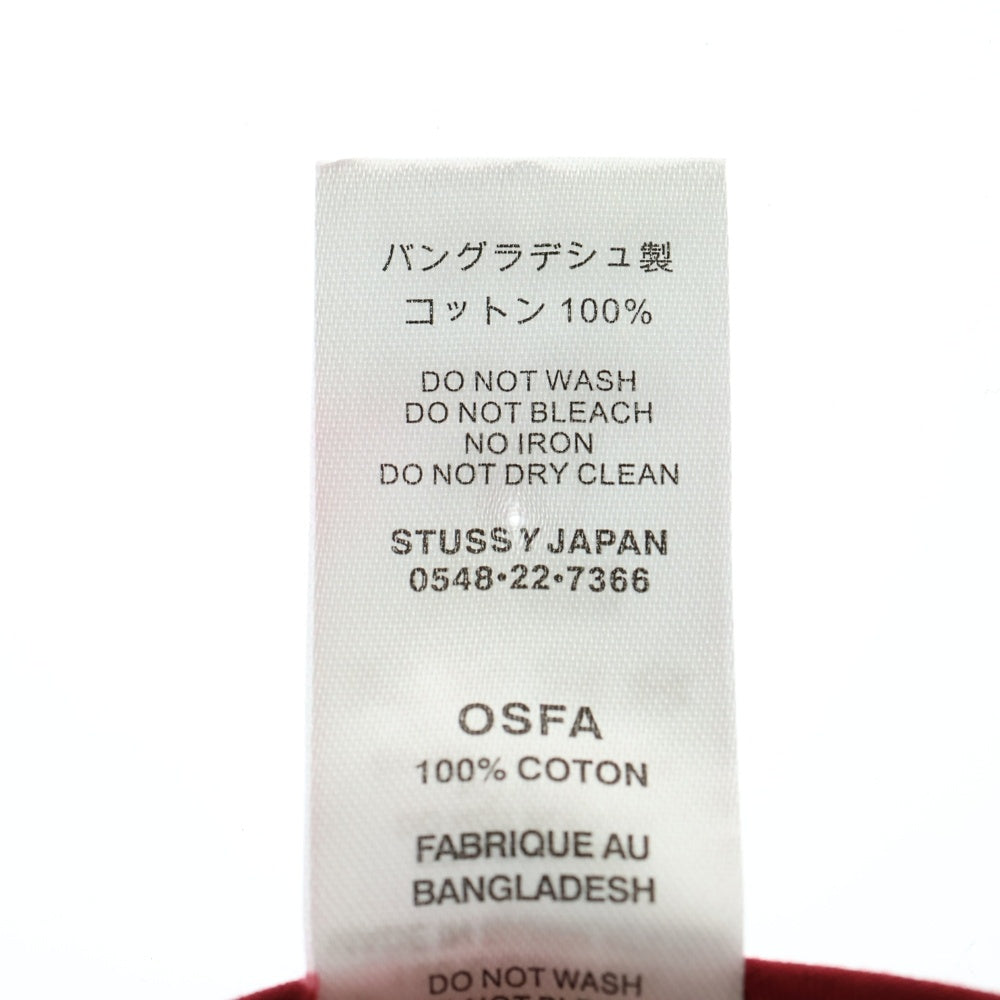 バングラデシュ製
コットン 100%
DO NOT WASH
DO NOT BLEACH
NO IRON
DO NOT DRY CLEAN
STUSSY JAPAN
0548・22・7366
OSFA
100% COTON
FABRIQUE AU
BANGLADESH
DO NOT WASH